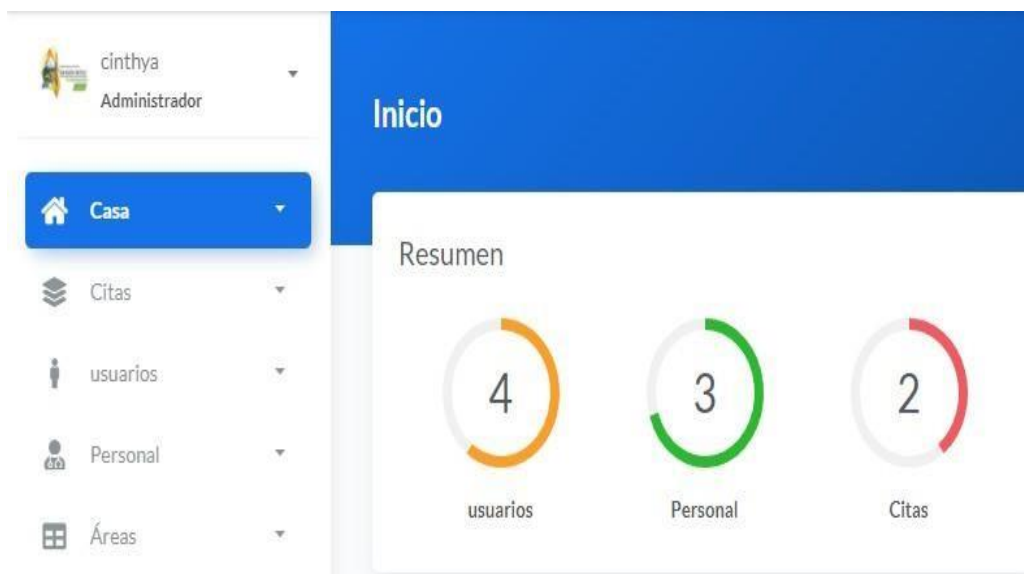 cinthya
Administrador
Casa
Citas
usuarios
Personal
Áreas
Inicio
Resumen
4
3
2
usuarios
Personal
Citas